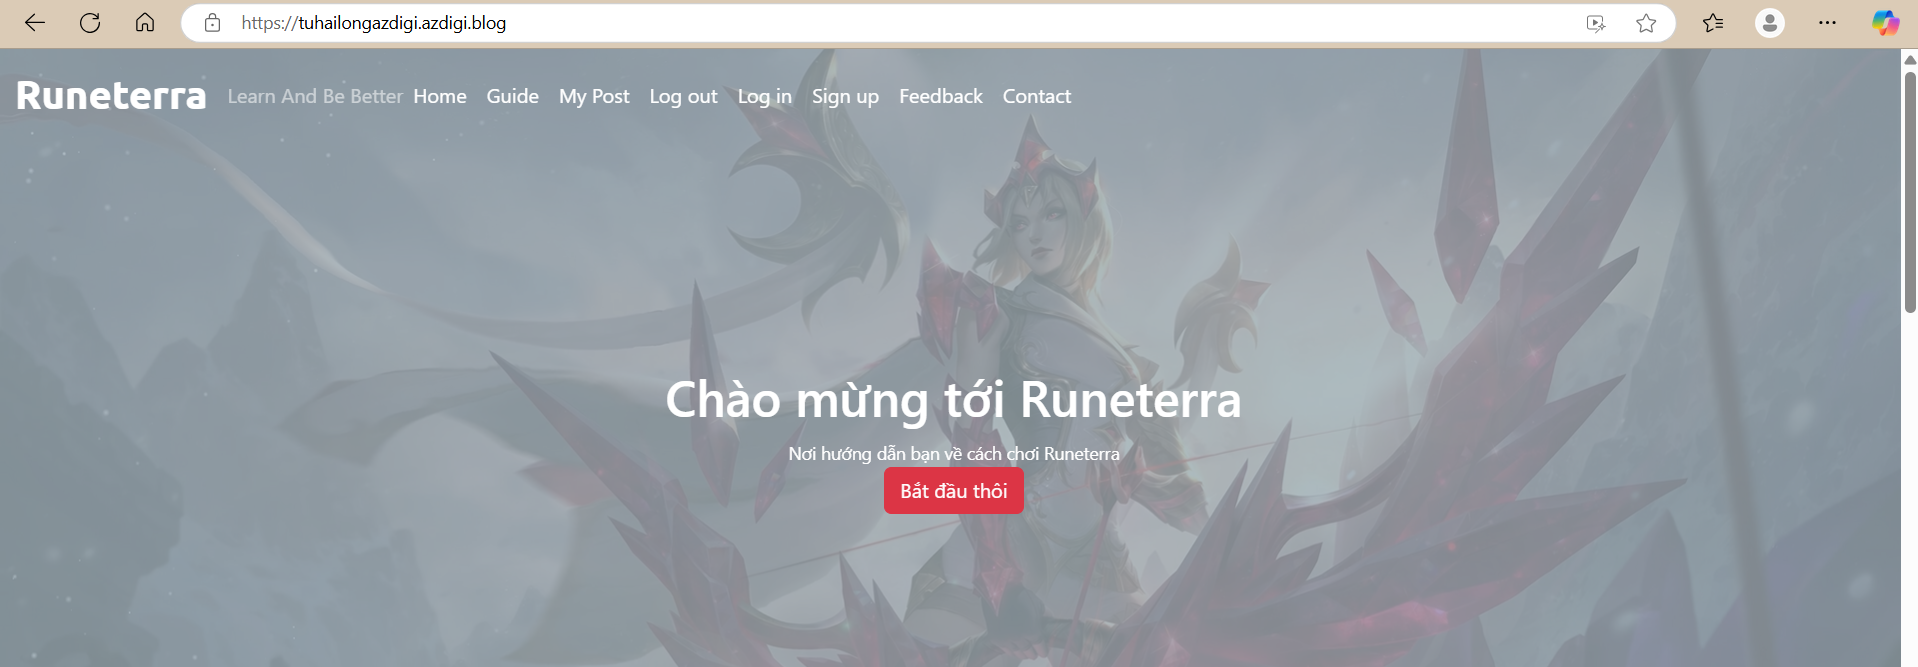 https://tuhailongazdigi.azdigi.blog
Runeterra Learn And Be Better Home Guide My Post Log out Log in Sign up Feedback Contact
Chào mừng tới Runeterra
Nơi hướng dẫn bạn về cách chơi Runeterra
Bắt đầu thôi